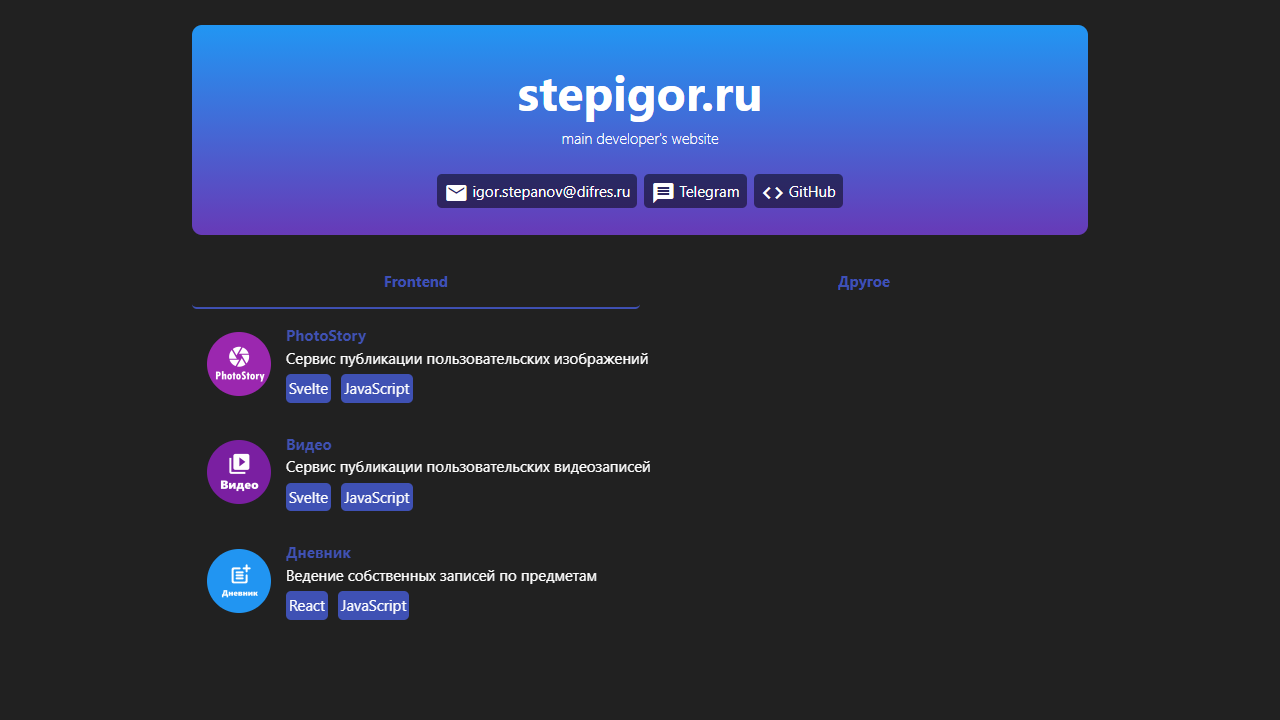 stepigor.ru
main developer's website
igor.stepanov@difres.ru Telegram GitHub
Frontend Другое
PhotoStory
PhotoStory
Сервис публикации пользовательских изображений
Svelte JavaScript
Видео
Видео
Сервис публикации пользовательских видеозаписей
Svelte JavaScript
Дневник
Дневник
Ведение собственных записей по предметам
React JavaScript